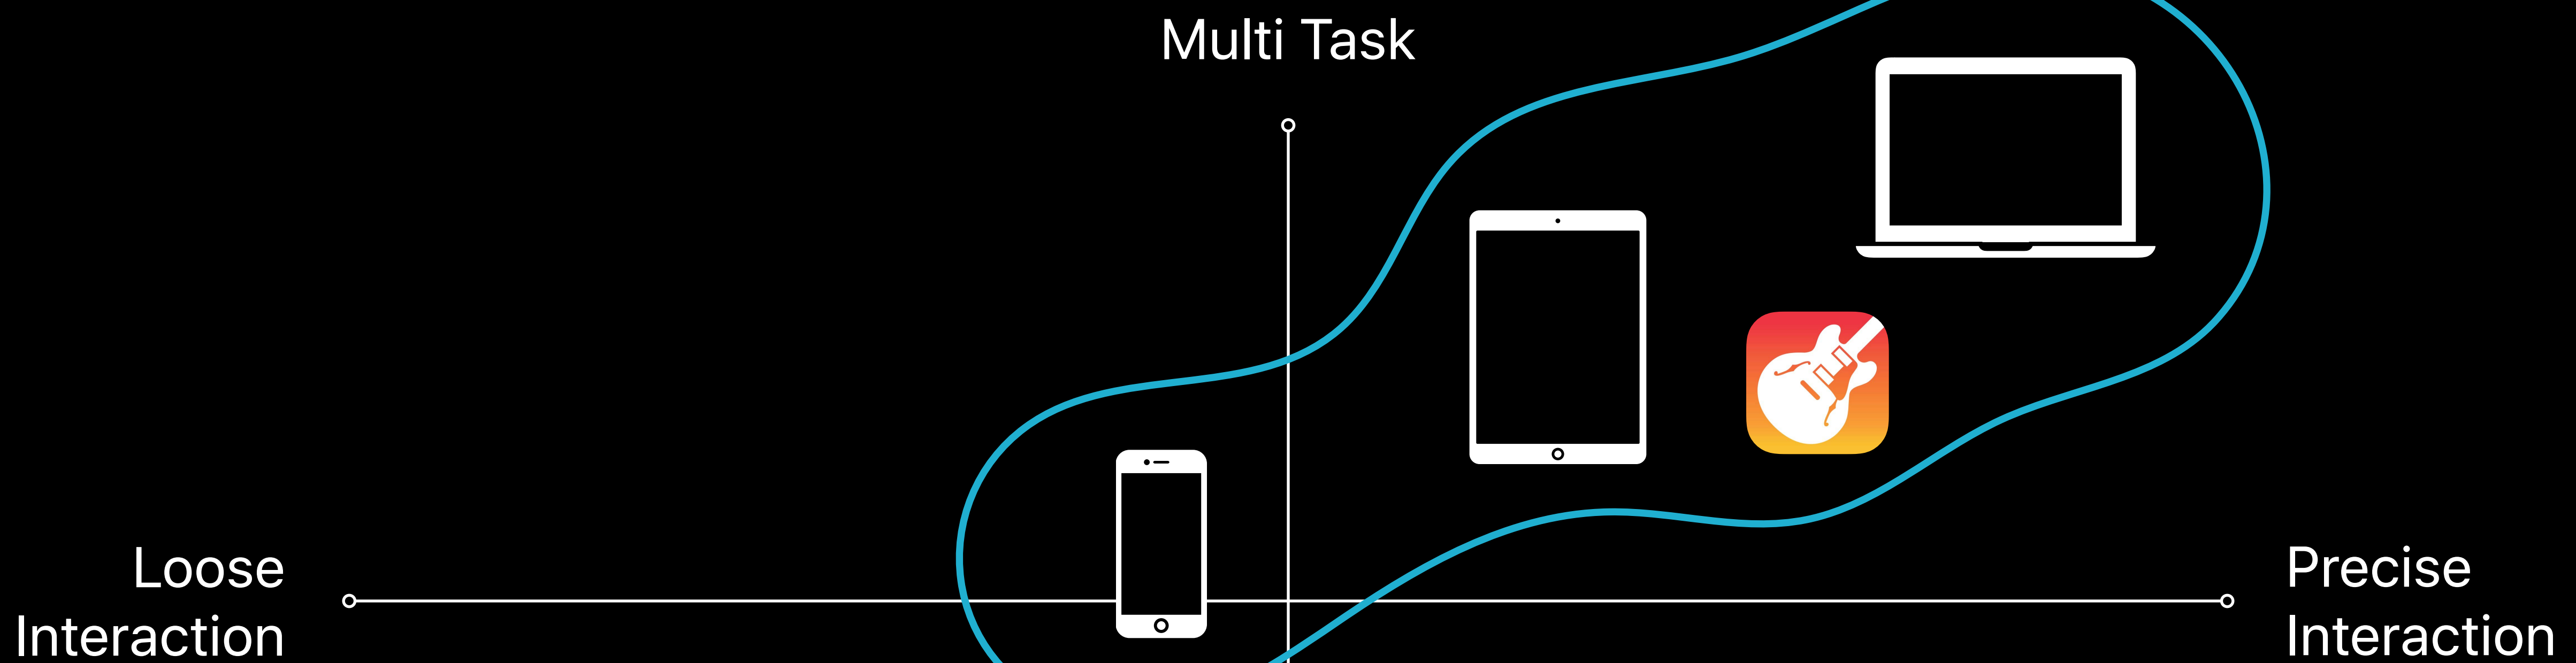 Multi Task
Loose
Interaction
Precise
Interaction